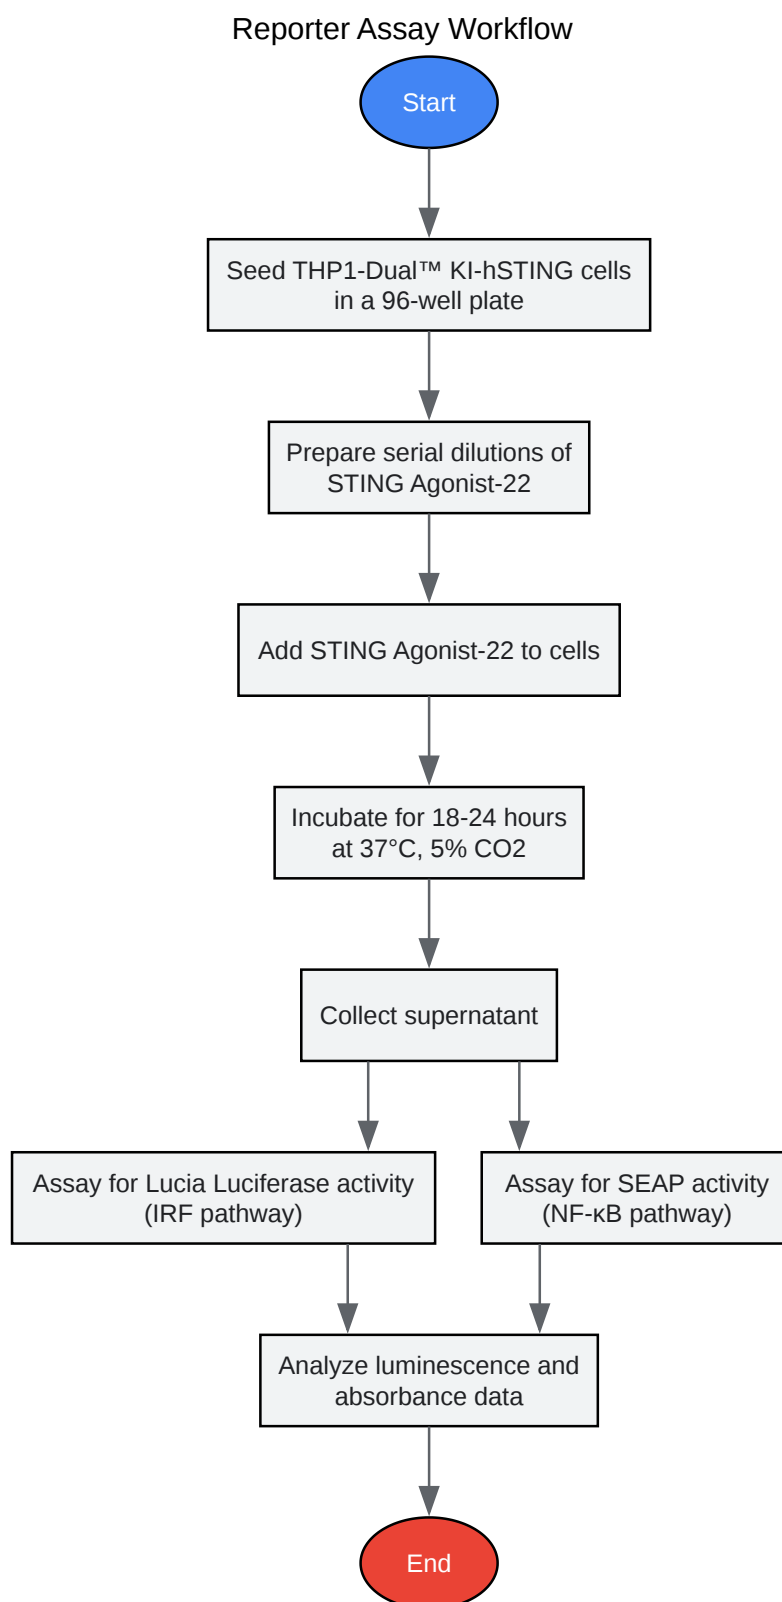 Reporter Assay Workflow
Start
Seed THP1-Dual™ KI-hSTING cells
in a 96-well plate
Prepare serial dilutions of
STING Agonist-22
Add STING Agonist-22 to cells
Incubate for 18-24 hours
at 37°C, 5% CO2
Collect supernatant
Assay for Lucia Luciferase activity
(IRF pathway)
Assay for SEAP activity
(NF-κB pathway)
Analyze luminescence and
absorbance data
End